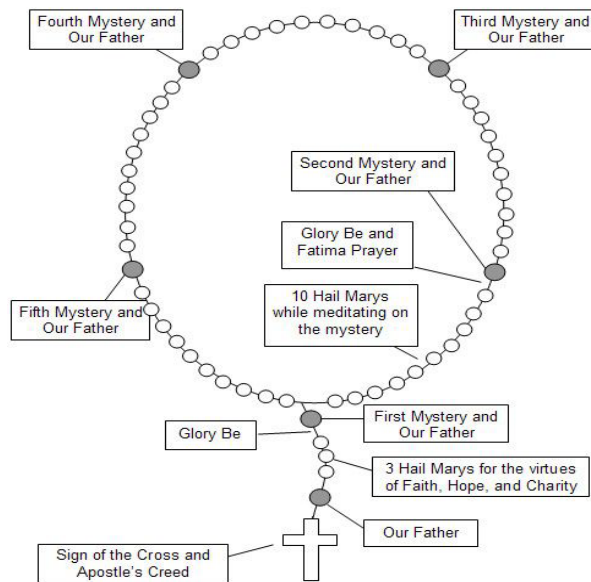 Fourth Mystery and
Our Father
Third Mystery and
Our Father
Second Mystery and
Our Father
Glory Be and
Fatima Prayer
10 Hail Marys
while meditating on
the mystery
Fifth Mystery and
Our Father
First Mystery and
Our Father
Glory Be
3 Hail Marys for the virtues
of Faith, Hope, and Charity
Our Father
Sign of the Cross and
Apostle's Creed